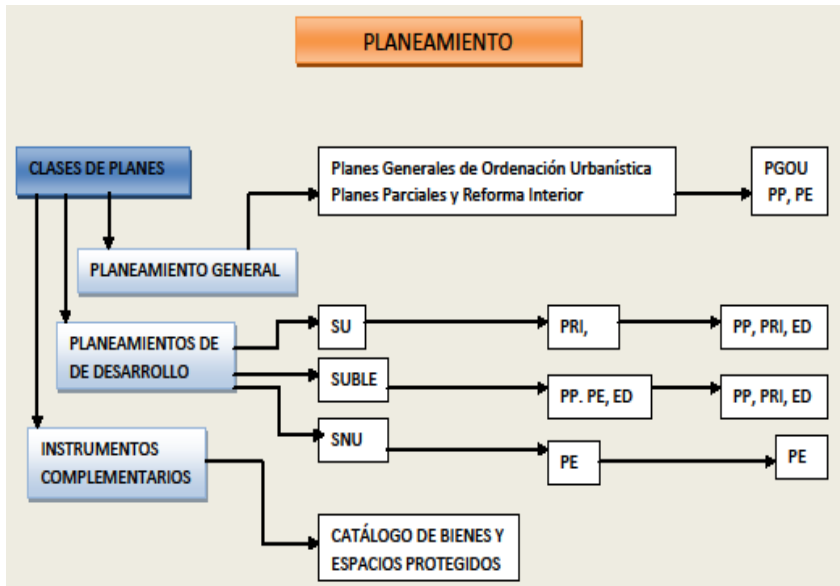 PLANEAMIENTO
CLASES DE PLANES
Planes Generales de Ordenación Urbanística
Planes Parciales y Reforma Interior
PGOU
PP, PE
PLANEAMIENTO GENERAL
PLANEAMIENTOS DE
DE DESARROLLO
SU
PRI,
PP, PRI, ED
SUBLE
PP. PE, ED
PP, PRI, ED
SNU
PE
PE
INSTRUMENTOS
COMPLEMENTARIOS
CATÁLOGO DE BIENES Y
ESPACIOS PROTEGIDOS